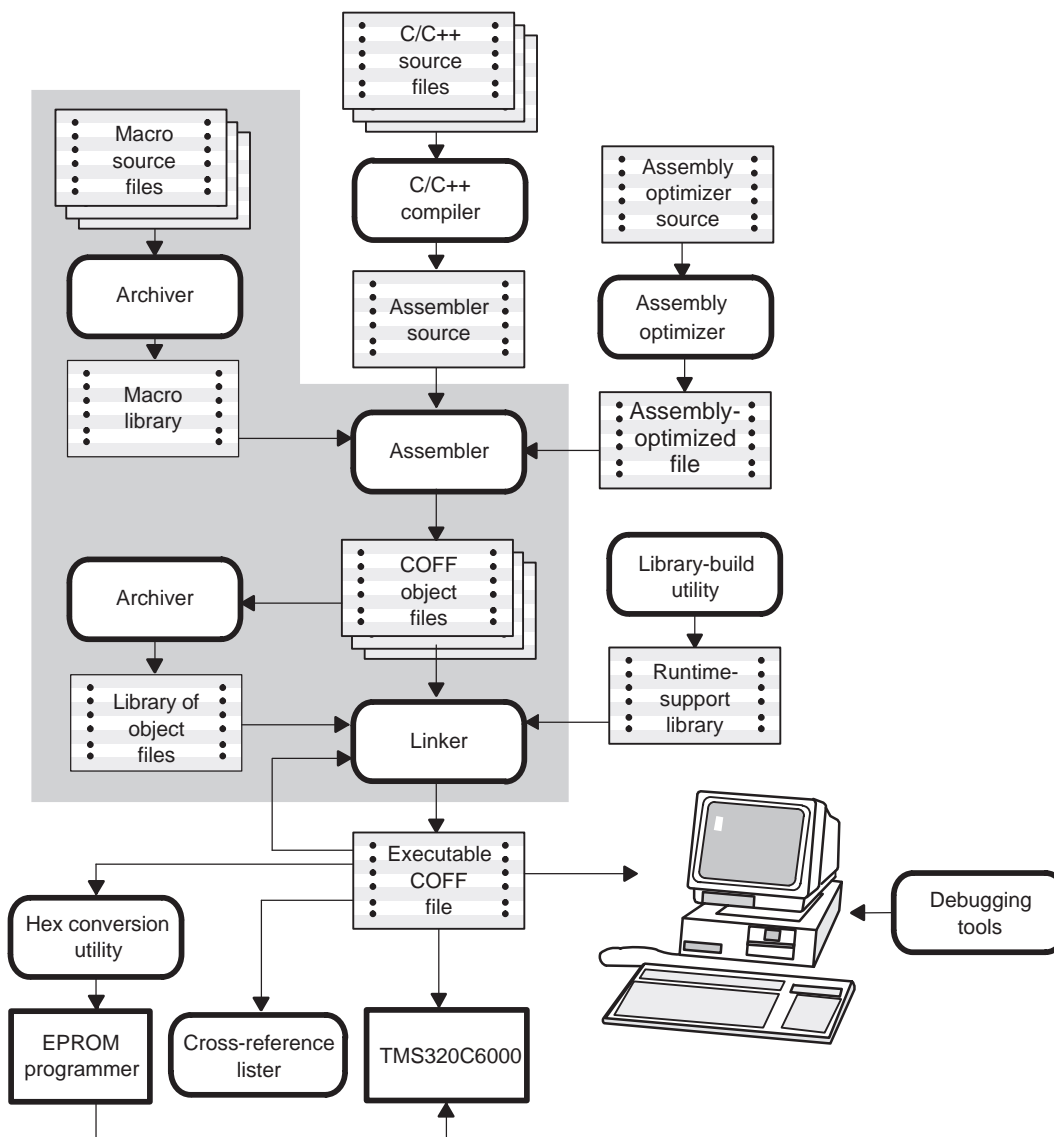 C/C++
source
files
Macro
source
files
C/C++
compiler
Assembly
optimizer
source
Archiver
Assembler
source
Assembly
optimizer
Macro
library
Assembler
Assembly-
optimized
file
Archiver
COFF
object
files
Library-build
utility
Library of
object
files
Linker
Runtime-
support
library
Executable
COFF
file
Debugging
tools
Hex conversion
utility
EPROM
programmer
Cross-reference
lister
TMS320C6000